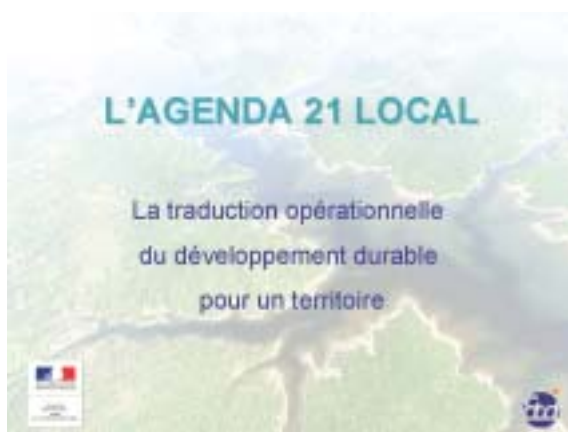 L'AGENDA 21 LOCAL
La traduction opérationnelle
du développement durable
pour un territoire